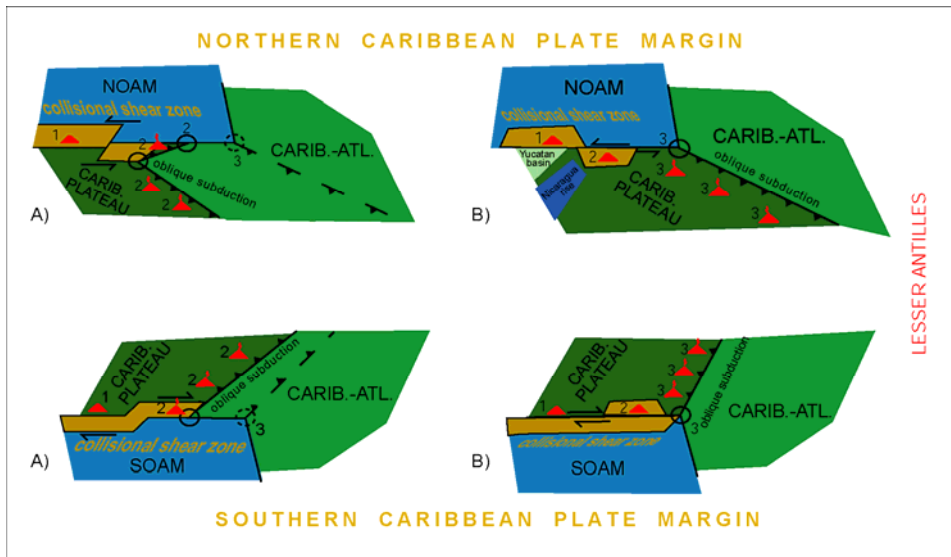 NORTHERN CARIBBEAN PLATE MARGIN
NOAM
collisional shear zone
1
2
2
3
CARIB.-ATL.
oblique subduction
CARIB.
PLATEAU
2
2
A)
NOAM
collisional shear zone
1
2
3
CARIB.-ATL.
Yucatan
basin
Nicaragua
rise
oblique subduction
CARIB.
PLATEAU
3
3
3
B)
LESSER ANTILLES
CARIB.
PLATEAU
2
2
1
2
oblique subduction
3
CARIB.-ATL.
collisional shear zone
SOAM
A)
CARIB.
PLATEAU
3
3
3
1
2
3
oblique subduction
CARIB.-ATL.
collisional shear zone
SOAM
B)
SOUTHERN CARIBBEAN PLATE MARGIN